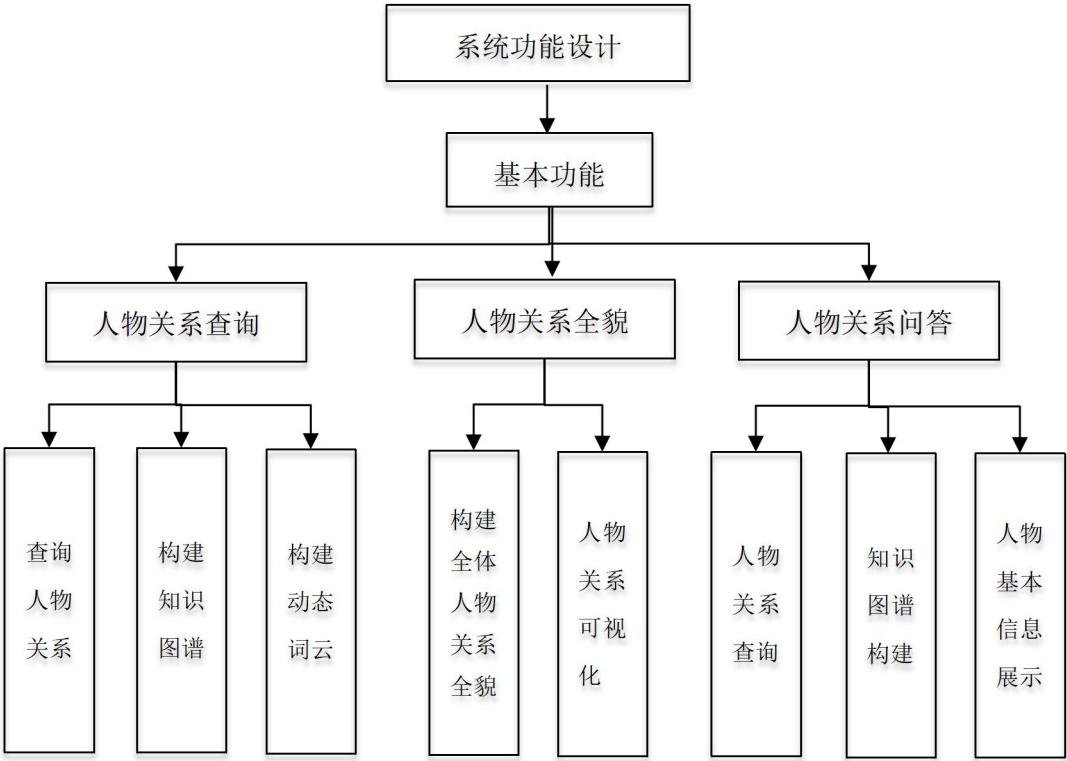 系统功能设计
基本功能
人物关系查询
人物关系全貌
人物关系问答
查询
人物
关系
构建
知识
图谱
构建
动态
词云
构建
全体
人物
关系
全貌
人物
关系
可视
化
人物
关系
查询
知识
图谱
构建
人物
基本
信息
展示